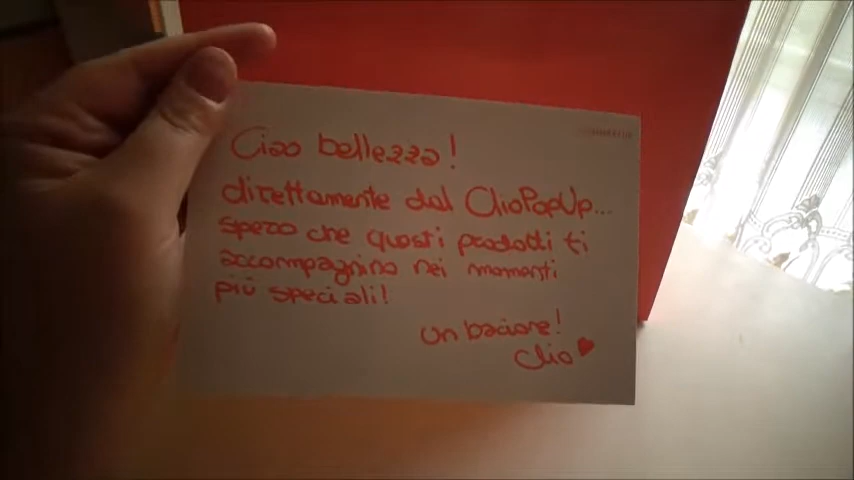 Ciao bellezza!
direttamente dal ClioPopUp...
spero che questi prodotti ti
accompagnino nei momenti
più speciali!
un bacione!
Clio